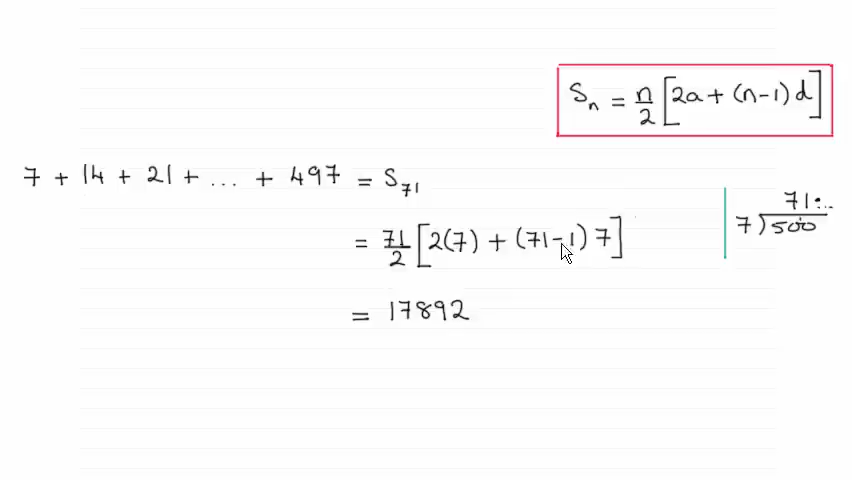 Sₙ = n/2 [2a + (n-1)d]
7 + 14 + 21 + ... + 497 = S₇₁
71...
7)500
= 71/2 [2(7) + (71-1)7]
= 17892